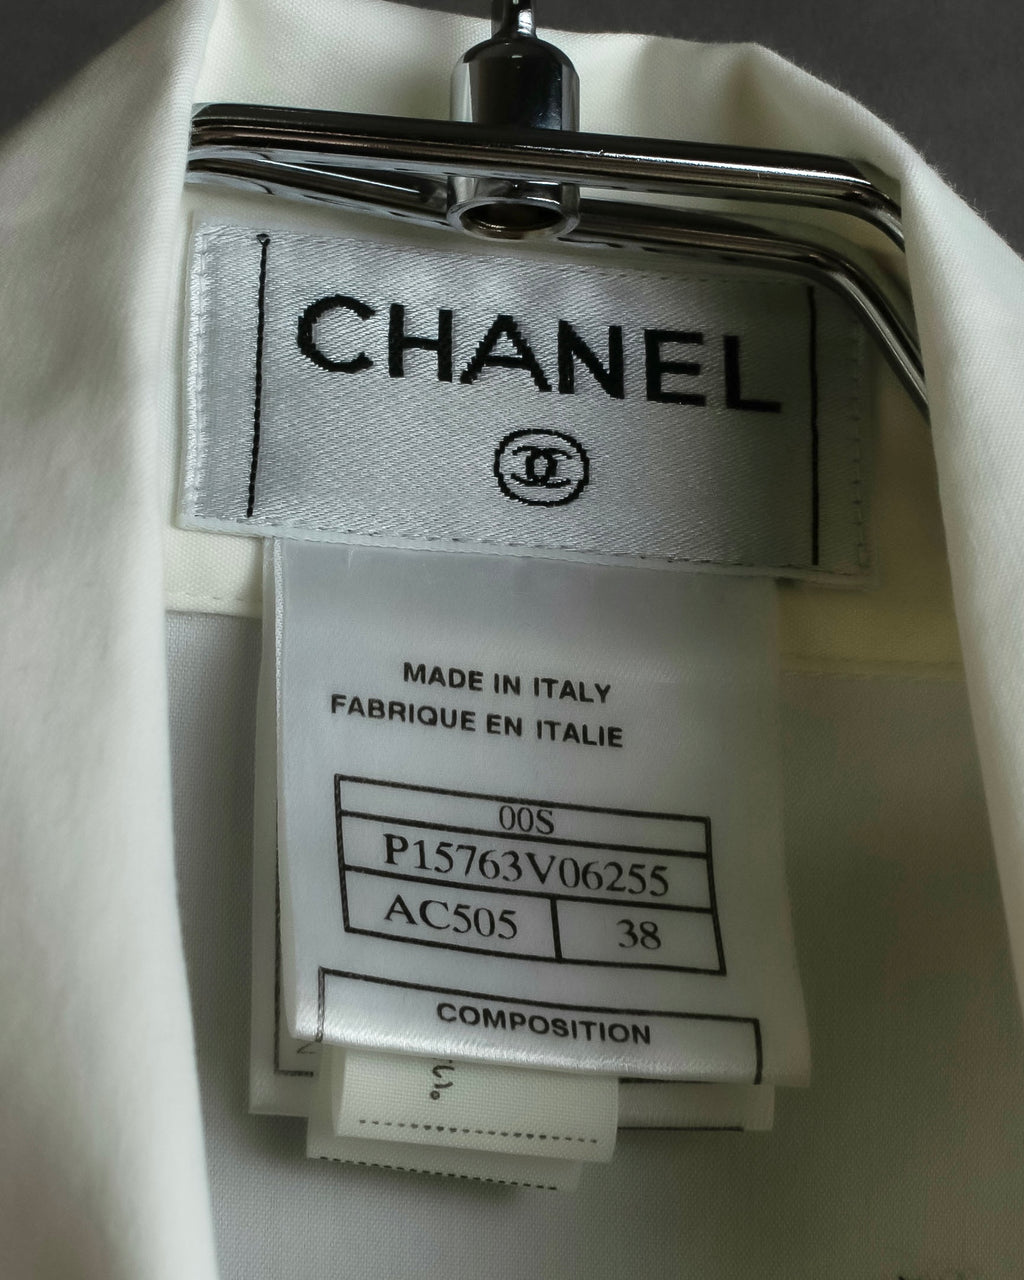 CHANEL
MADE IN ITALY
FABRIQUE EN ITALIE
00S
P15763V06255
AC505 38
COMPOSITION